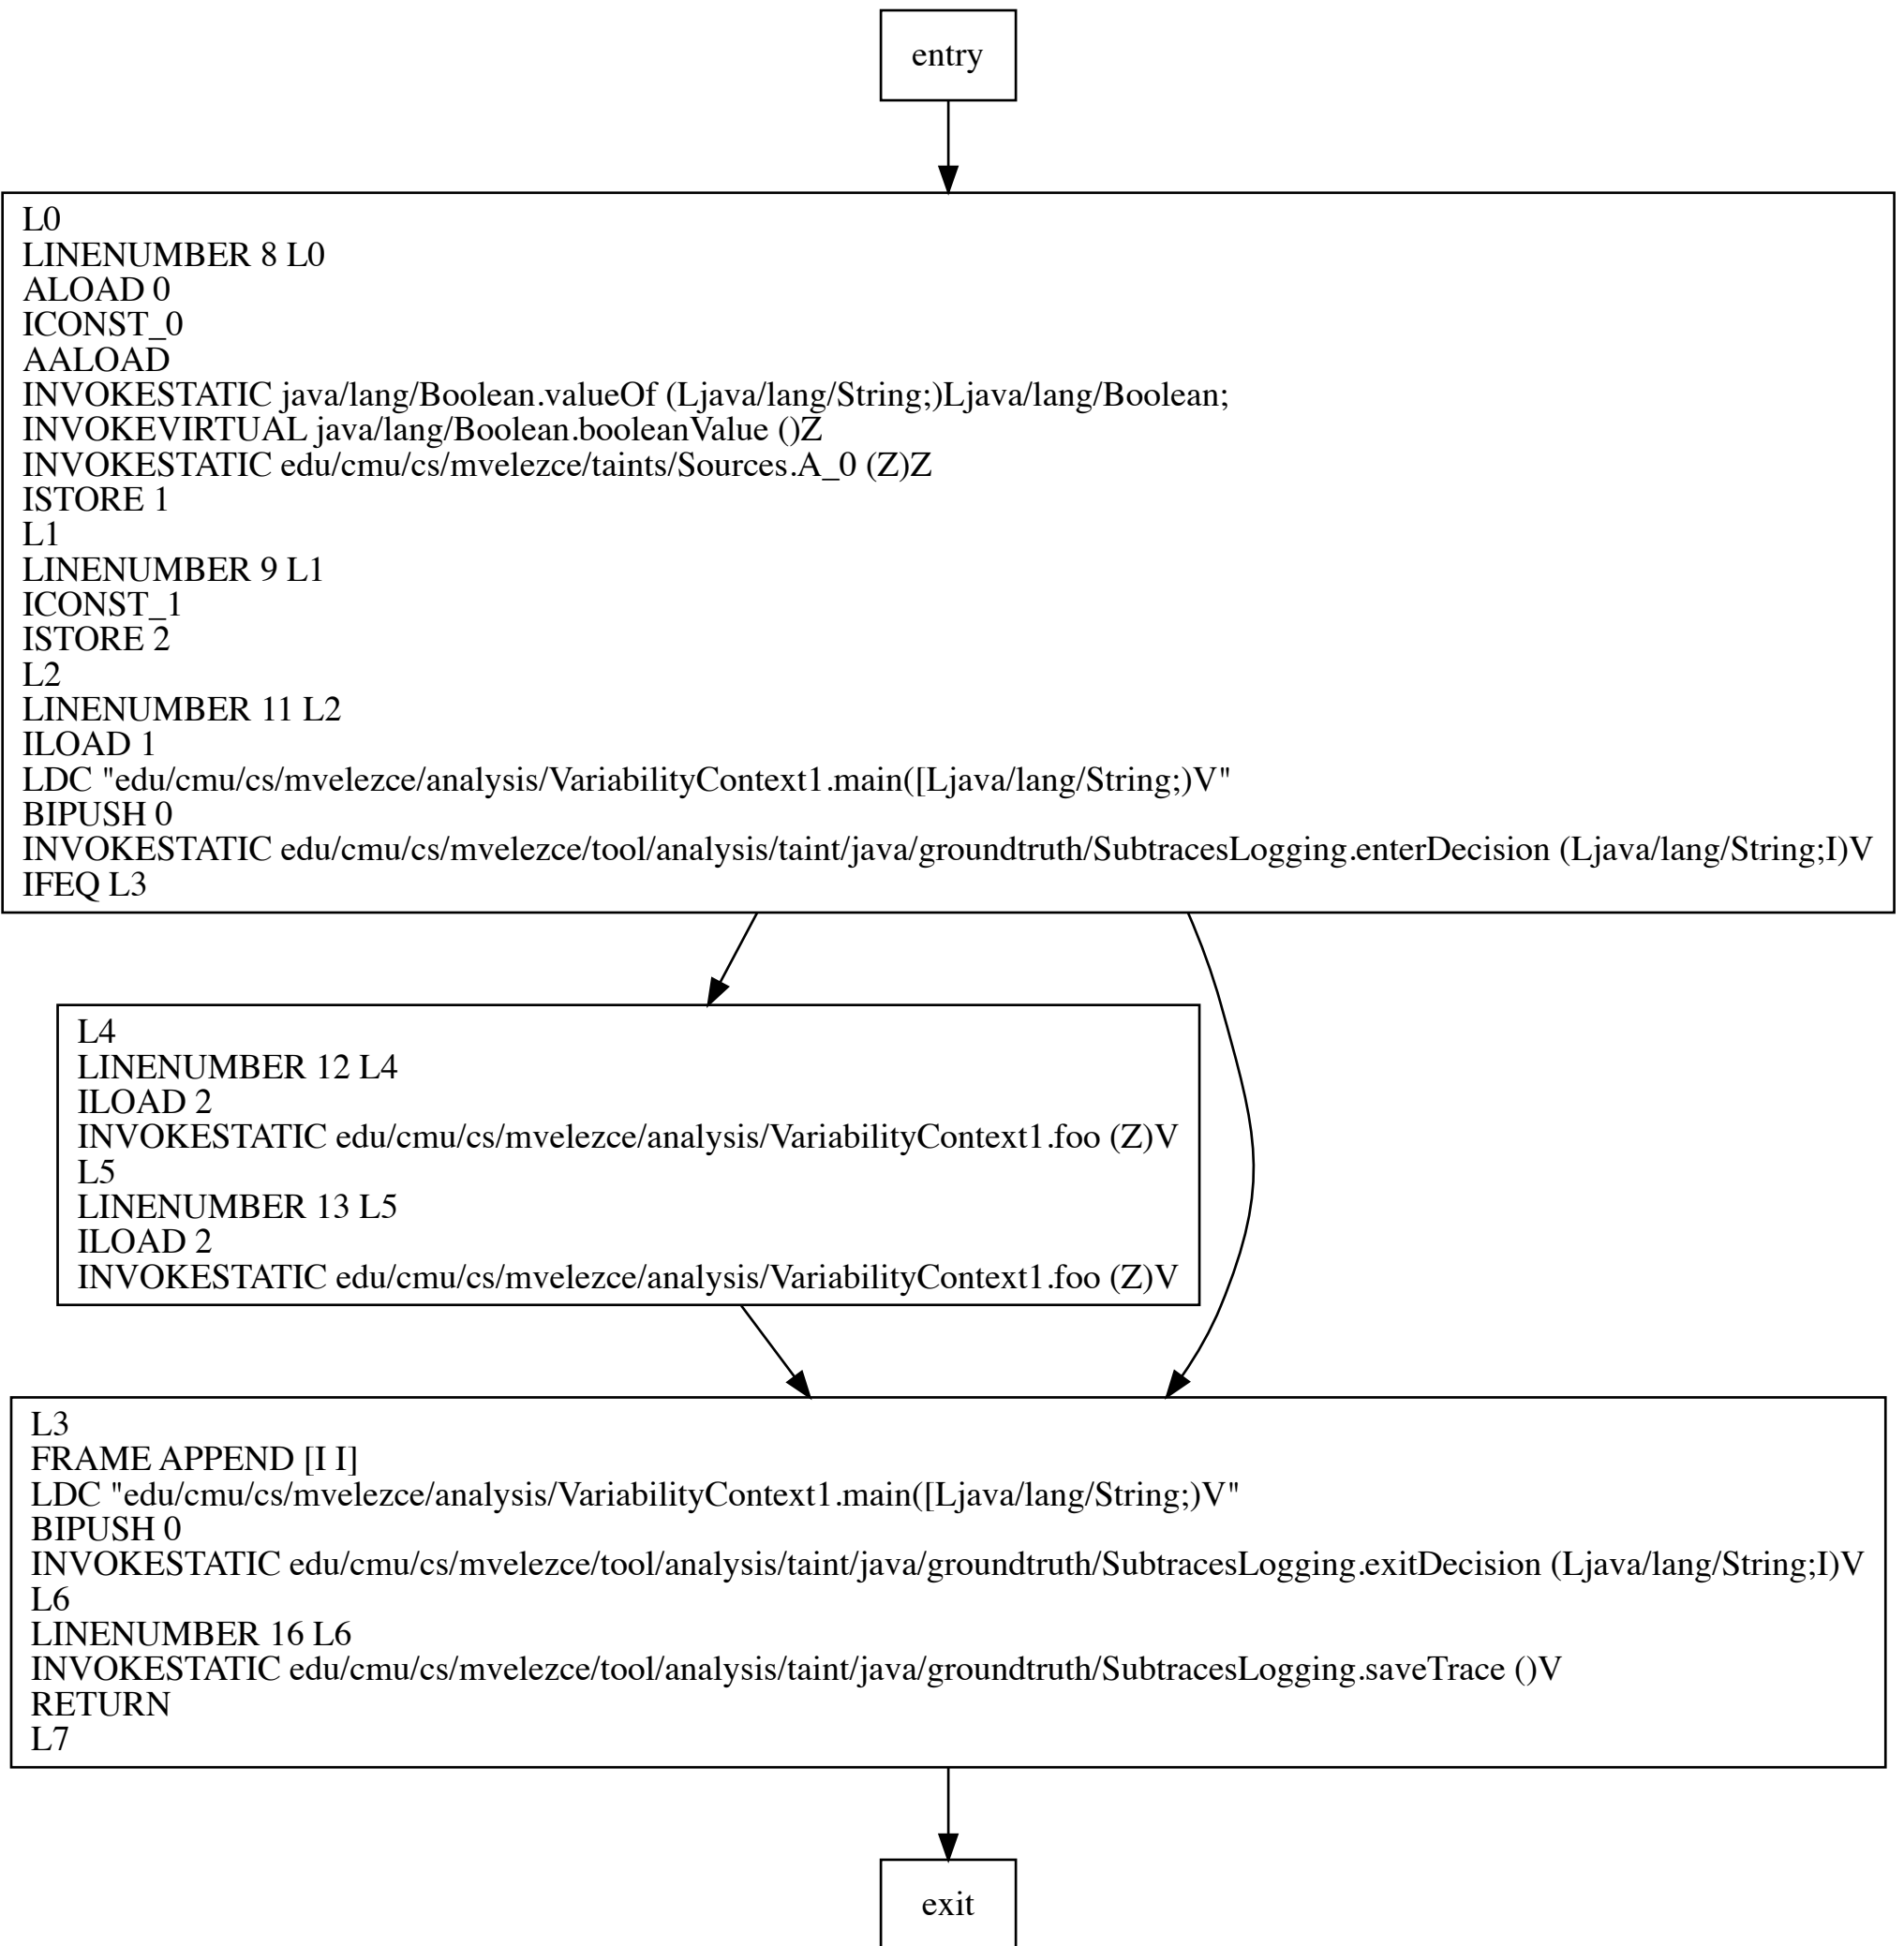 entry
L0
LINENUMBER 8 L0
ALOAD 0
ICONST_0
AALOAD
INVOKESTATIC java/lang/Boolean.valueOf (Ljava/lang/String;)Ljava/lang/Boolean;
INVOKEVIRTUAL java/lang/Boolean.booleanValue ()Z
INVOKESTATIC edu/cmu/cs/mvelezce/taints/Sources.A_0 (Z)Z
ISTORE 1
L1
LINENUMBER 9 L1
ICONST_1
ISTORE 2
L2
LINENUMBER 11 L2
ILOAD 1
LDC "edu/cmu/cs/mvelezce/analysis/VariabilityContext1.main([Ljava/lang/String;)V"
BIPUSH 0
INVOKESTATIC edu/cmu/cs/mvelezce/tool/analysis/taint/java/groundtruth/SubtracesLogging.enterDecision (Ljava/lang/String;I)V
IFEQ L3
L4
LINENUMBER 12 L4
ILOAD 2
INVOKESTATIC edu/cmu/cs/mvelezce/analysis/VariabilityContext1.foo (Z)V
L5
LINENUMBER 13 L5
ILOAD 2
INVOKESTATIC edu/cmu/cs/mvelezce/analysis/VariabilityContext1.foo (Z)V
L3
FRAME APPEND [I I]
LDC "edu/cmu/cs/mvelezce/analysis/VariabilityContext1.main([Ljava/lang/String;)V"
BIPUSH 0
INVOKESTATIC edu/cmu/cs/mvelezce/tool/analysis/taint/java/groundtruth/SubtracesLogging.exitDecision (Ljava/lang/String;I)V
L6
LINENUMBER 16 L6
INVOKESTATIC edu/cmu/cs/mvelezce/tool/analysis/taint/java/groundtruth/SubtracesLogging.saveTrace ()V
RETURN
L7
exit